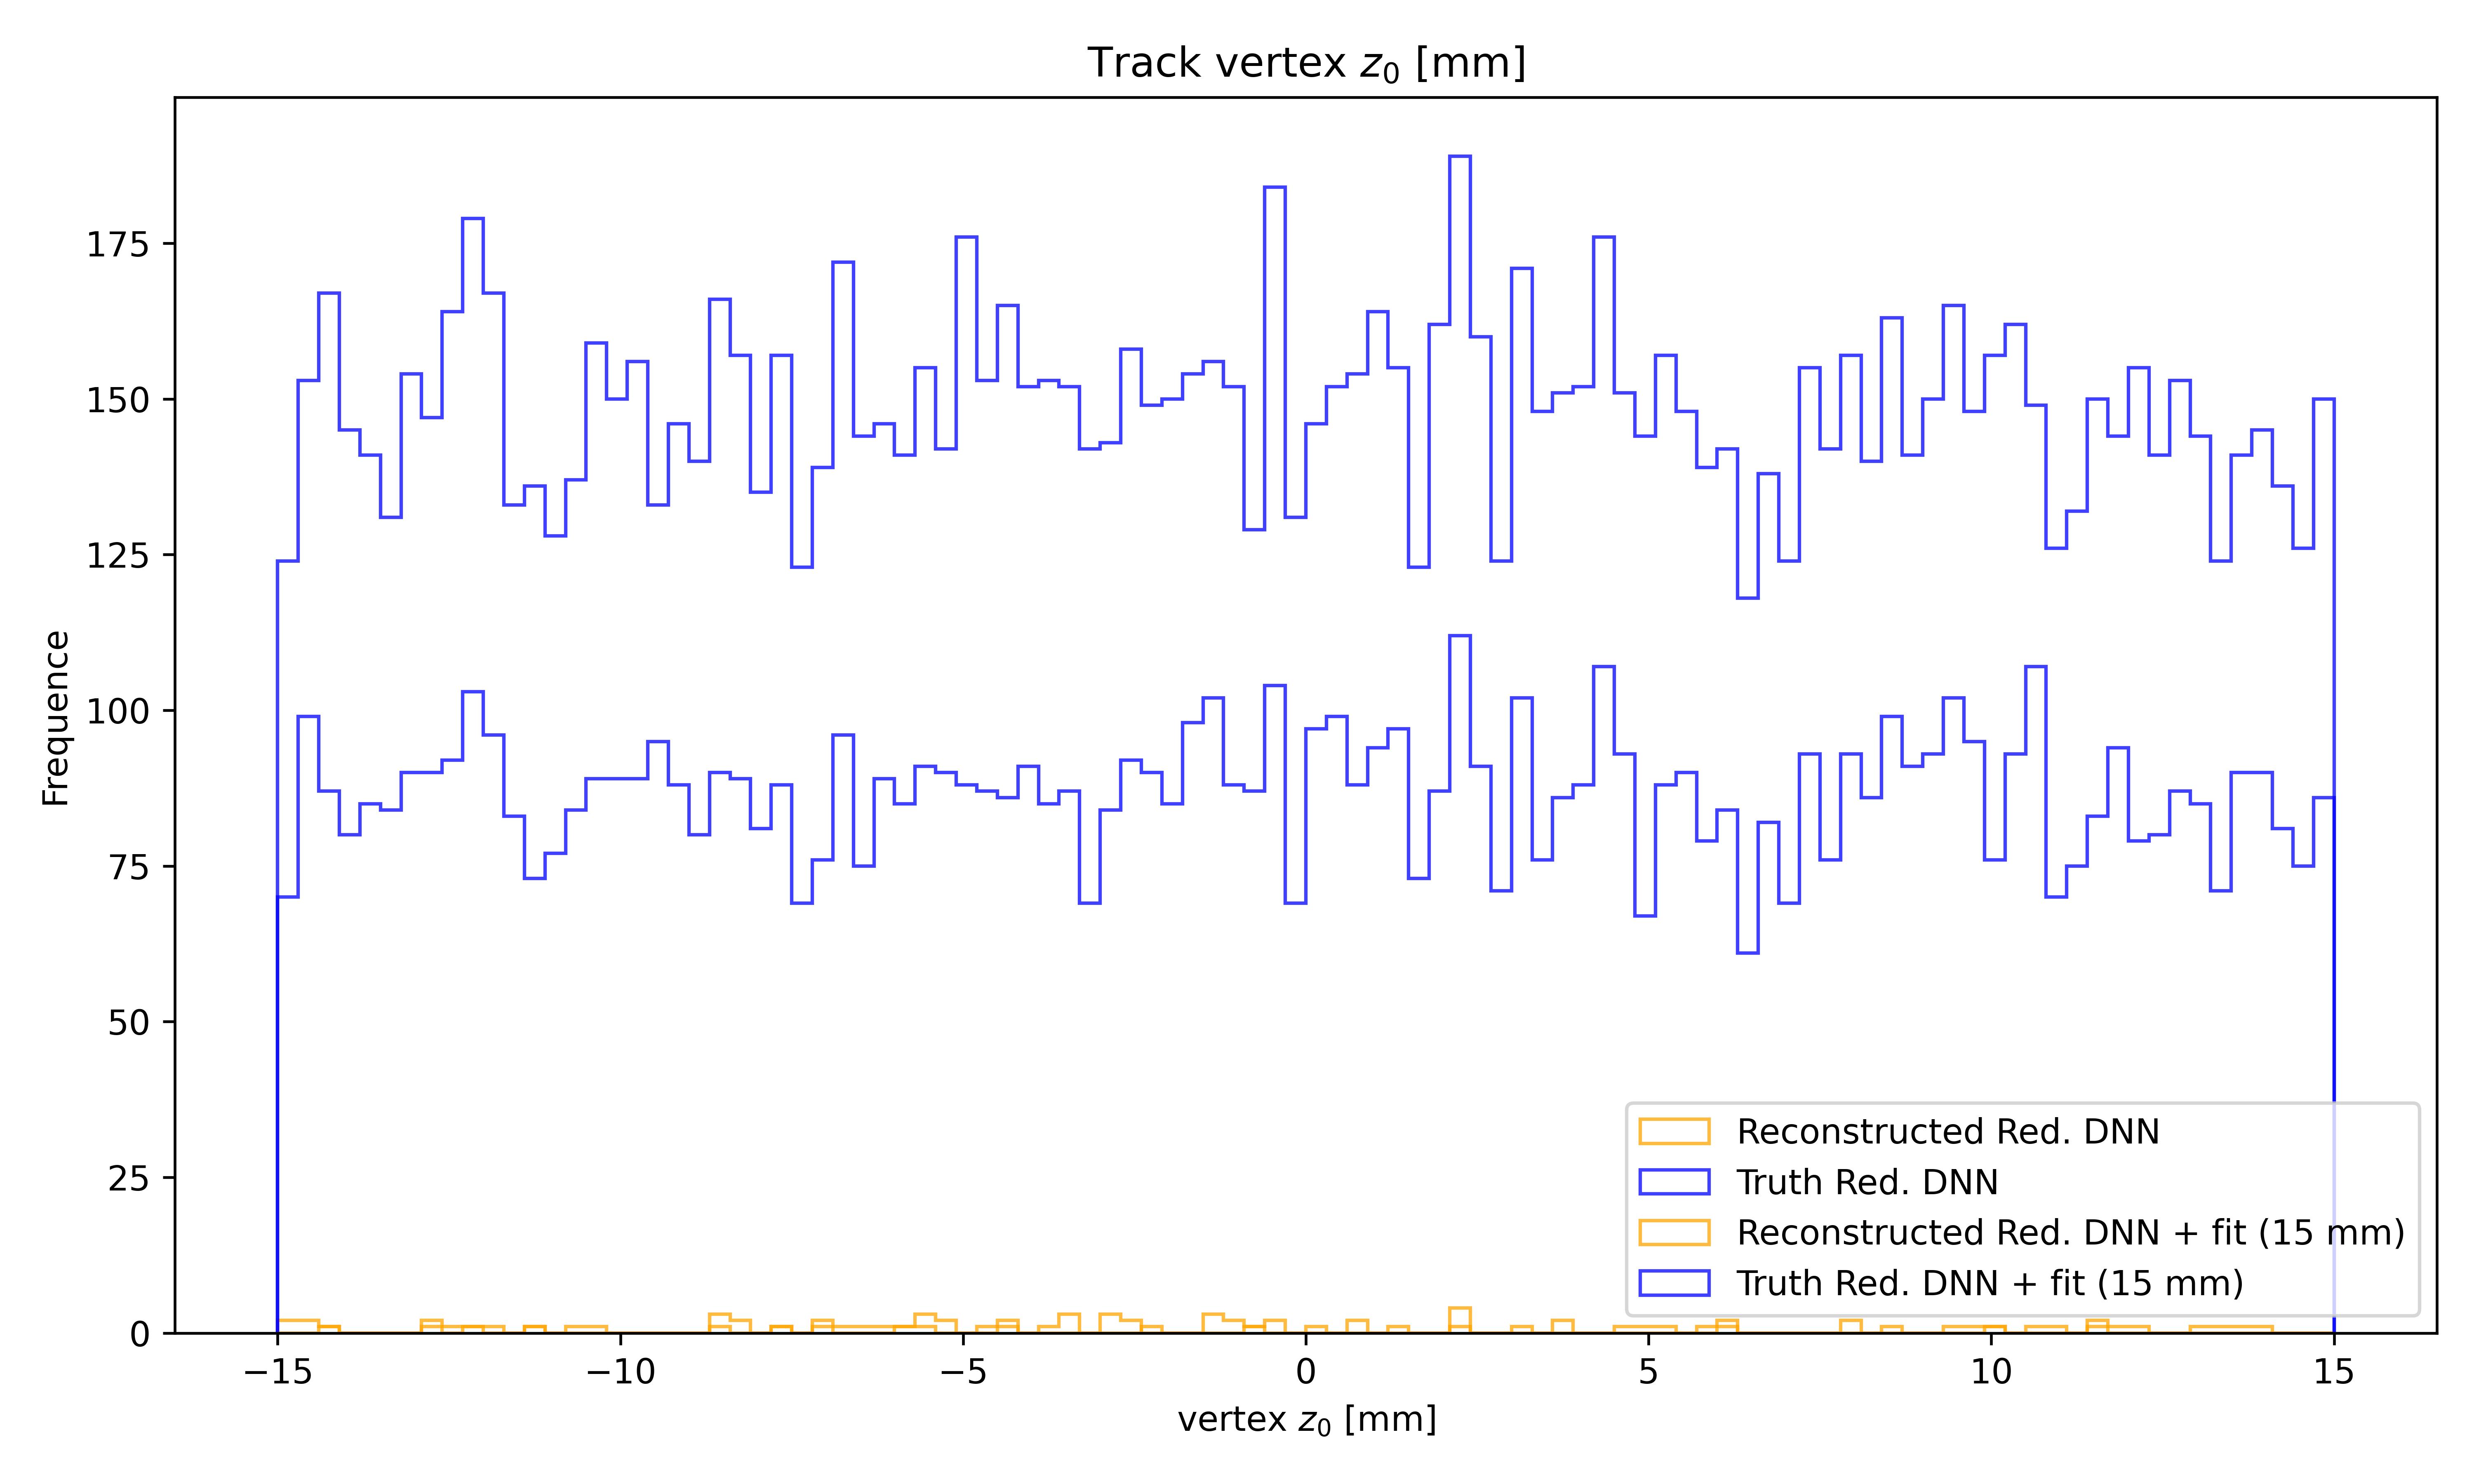 Track vertex z₀ [mm]
Frequence
175
150
125
100
75
50
25
0
Reconstructed Red. DNN
Truth Red. DNN
Reconstructed Red. DNN + fit (15 mm)
Truth Red. DNN + fit (15 mm)
−15 −10 −5 0 5 10 15
vertex z₀ [mm]